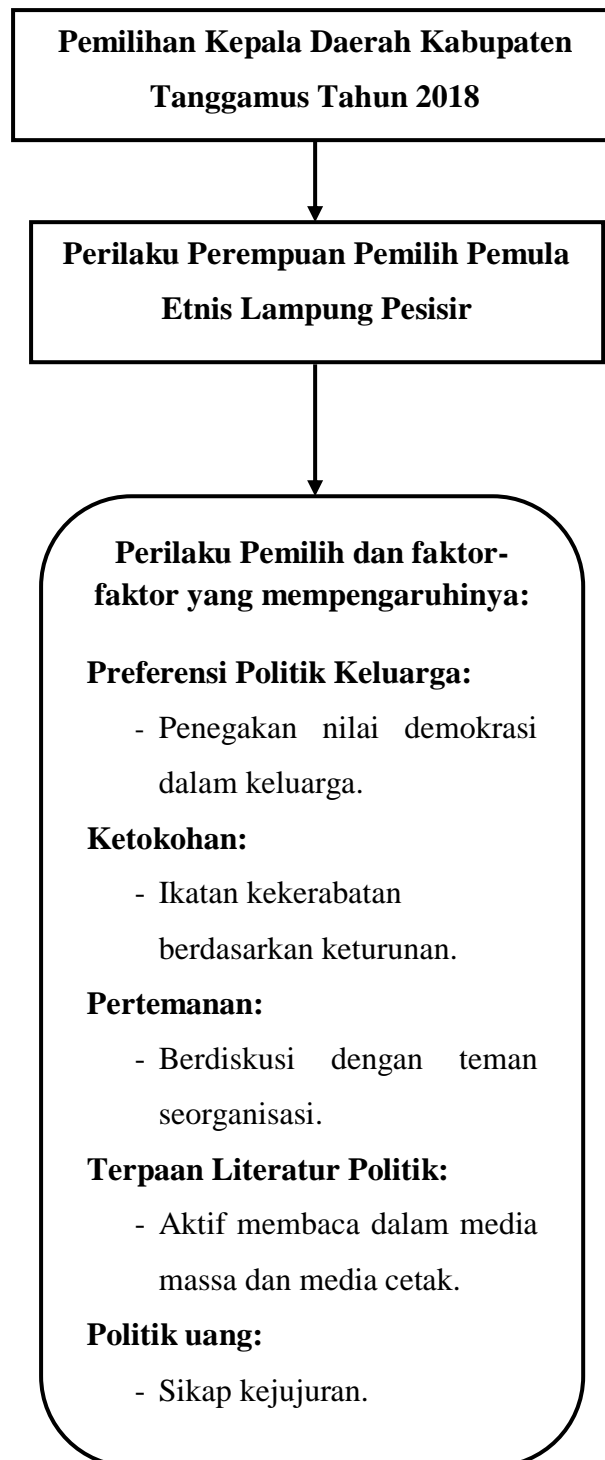 Pemilihan Kepala Daerah Kabupaten
Tanggamus Tahun 2018
Perilaku Perempuan Pemilih Pemula
Etnis Lampung Pesisir
Perilaku Pemilih dan faktor-
faktor yang mempengaruhinya:
Preferensi Politik Keluarga:
- Penegakan nilai demokrasi
dalam keluarga.
Ketokohan:
- Ikatan kekerabatan
berdasarkan keturunan.
Pertemanan:
- Berdiskusi dengan teman
seorganisasi.
Terpaan Literatur Politik:
- Aktif membaca dalam media
massa dan media cetak.
Politik uang:
- Sikap kejujuran.